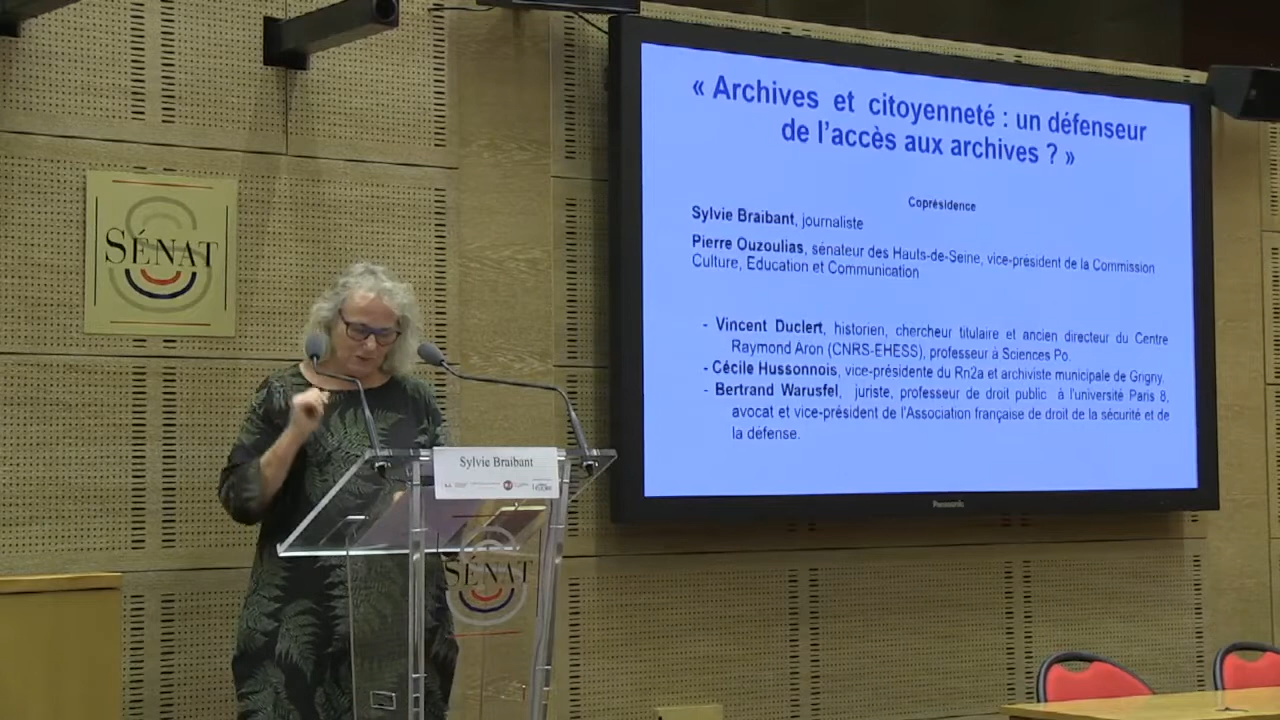 « Archives et citoyenneté : un défenseur
de l'accès aux archives ? »
Coprésidence
Sylvie Braibant, journaliste
Pierre Ouzoulias, sénateur des Hauts-de-Seine, vice-président de la Commission
Culture, Education et Communication
- Vincent Duclert, historien, chercheur titulaire et ancien directeur du Centre
Raymond Aron (CNRS-EHESS), professeur à Sciences Po.
- Cécile Hussonnois, vice-présidente du Rn2a et archiviste municipale de Grigny.
- Bertrand Warusfel, juriste, professeur de droit public à l'université Paris 8,
avocat et vice-président de l'Association française de droit de la sécurité et de
la défense.
Panasonic
SÉNAT
Sylvie Braibant
SÉNAT